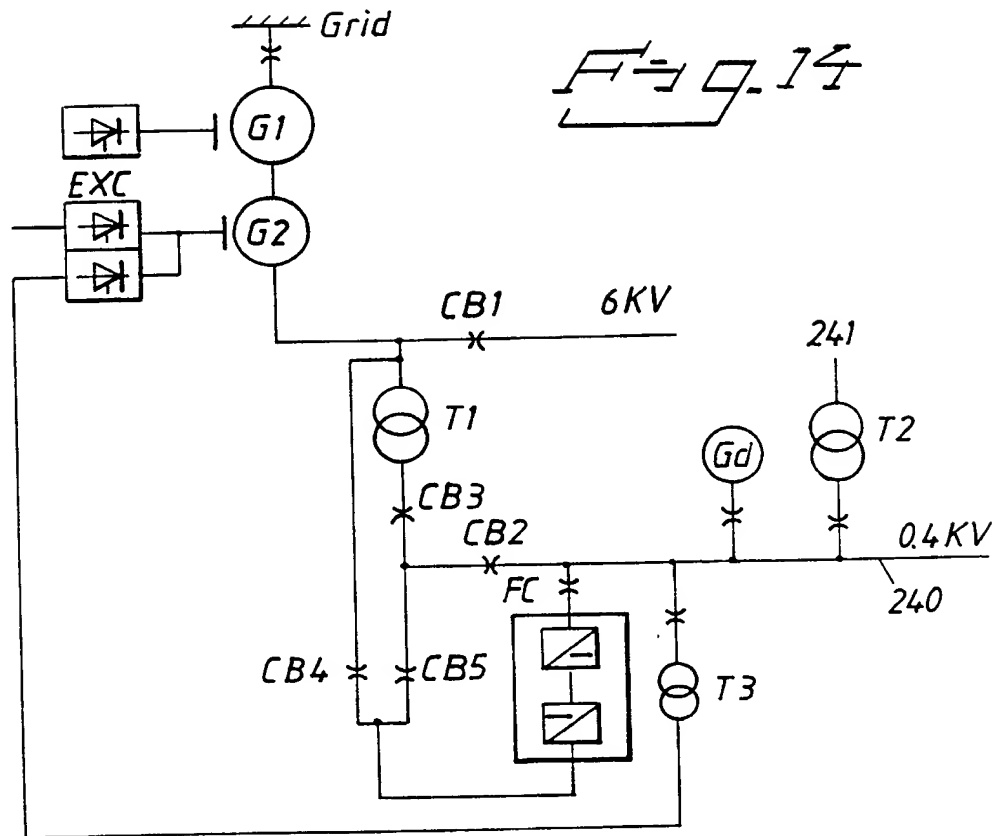 Grid
Fig. 14
G1
EXC
G2
CB1
6KV
241
T1
T2
Gd
CB3
CB2
0.4KV
FC
240
CB4
CB5
T3